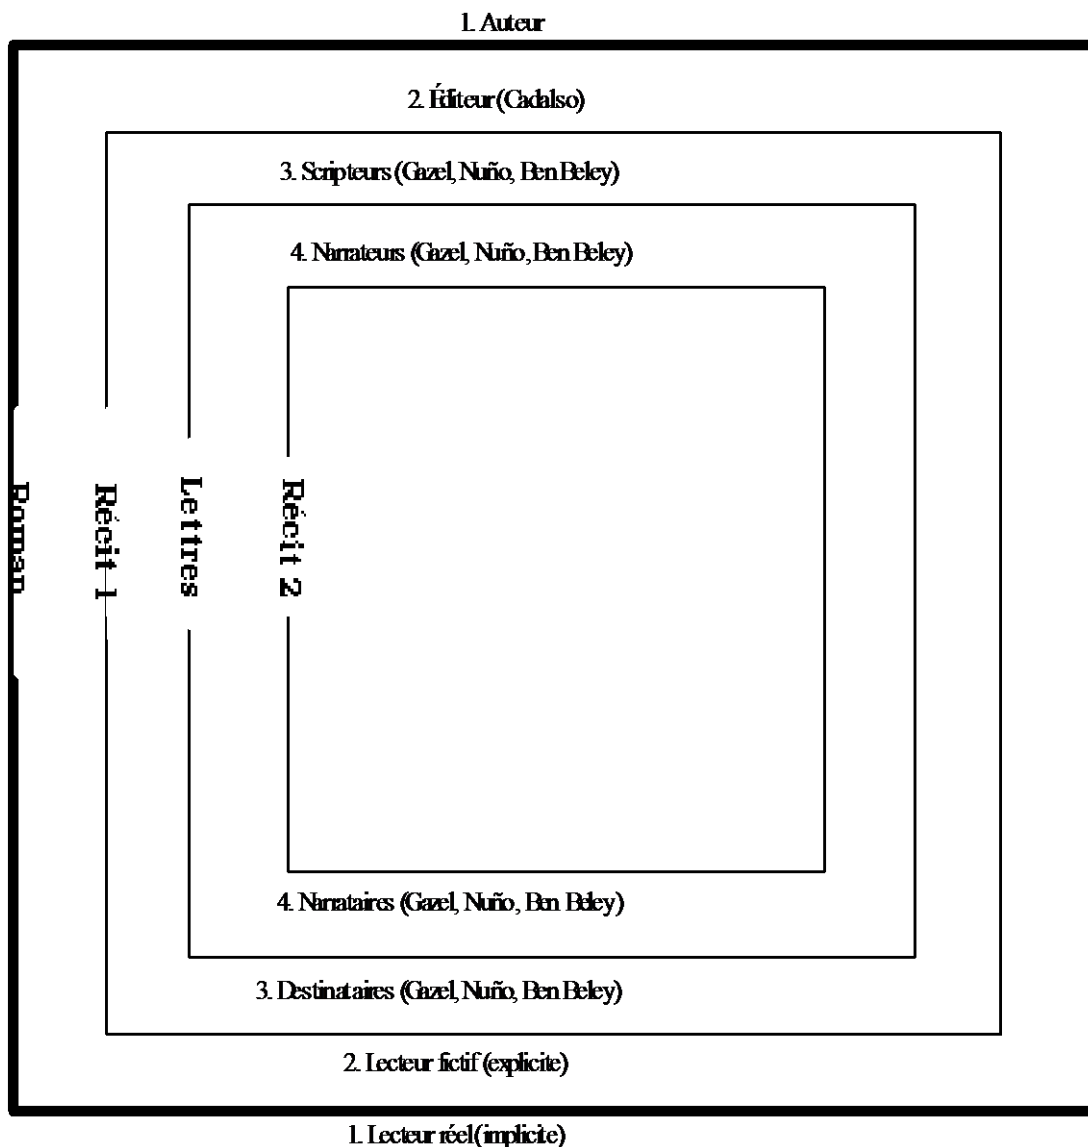 1. Auteur
2. Éditeur (Cadalso)
3. Scripteurs (Gazel, Nuño, Ben Beley)
4. Narrateurs (Gazel, Nuño, Ben Beley)
Roman
Récit 1
Lettres
Récit 2
4. Narrataires (Gazel, Nuño, Ben Beley)
3. Destinataires (Gazel, Nuño, Ben Beley)
2. Lecteur fictif (explicite)
1. Lecteur réel (implicite)